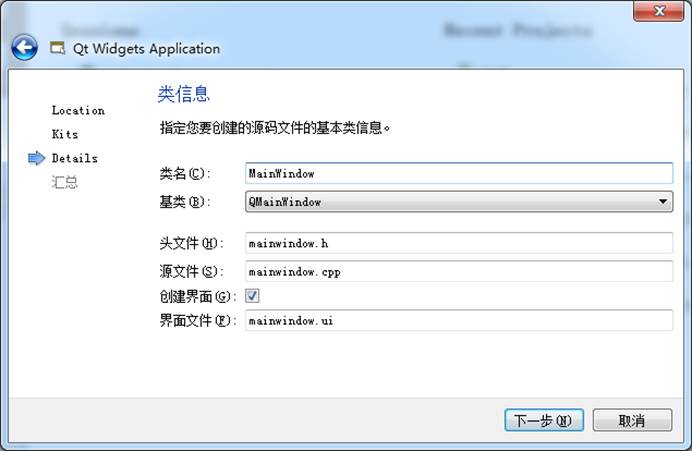 Sessions
Recent Projects
Qt Widgets Application
Location
Kits
Details
汇总
类信息
指定您要创建的源码文件的基本类信息。
类名(C): MainWindow
基类(B): QMainWindow
头文件(H): mainwindow.h
源文件(S): mainwindow.cpp
创建界面(G):
界面文件(F): mainwindow.ui
下一步(N)
取消